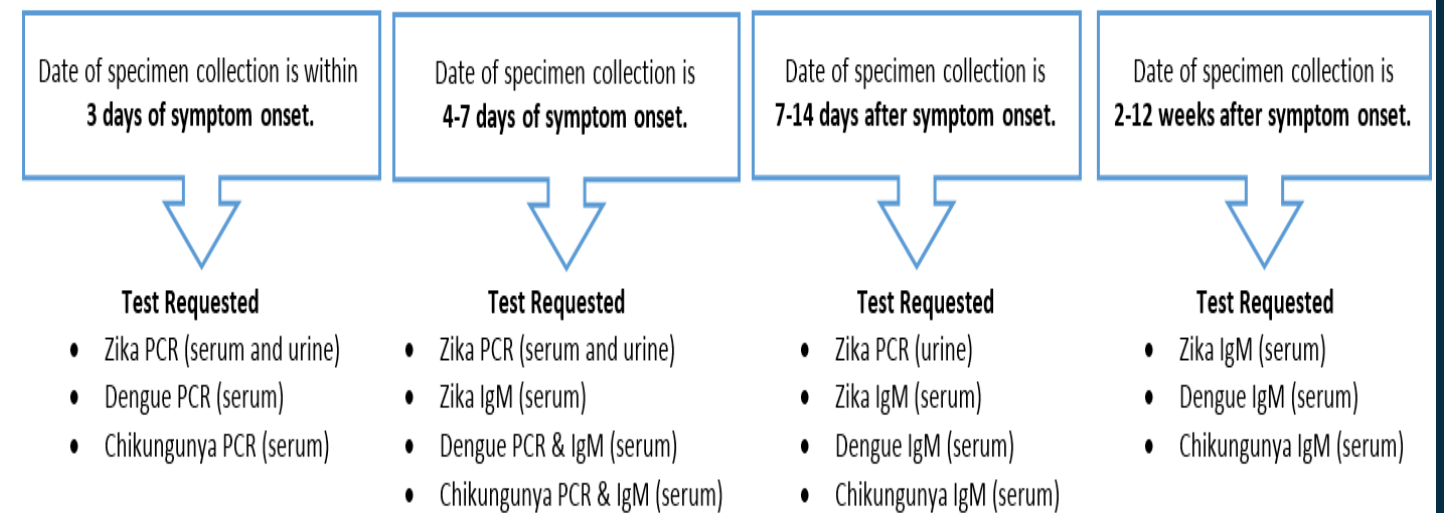 Date of specimen collection is within
3 days of symptom onset.
Test Requested
• Zika PCR (serum and urine)
• Dengue PCR (serum)
• Chikungunya PCR (serum)
Date of specimen collection is
4-7 days of symptom onset.
Test Requested
• Zika PCR (serum and urine)
• Zika IgM (serum)
• Dengue PCR & IgM (serum)
• Chikungunya PCR & IgM (serum)
Date of specimen collection is
7-14 days after symptom onset.
Test Requested
• Zika PCR (urine)
• Zika IgM (serum)
• Dengue IgM (serum)
• Chikungunya IgM (serum)
Date of specimen collection is
2-12 weeks after symptom onset.
Test Requested
• Zika IgM (serum)
• Dengue IgM (serum)
• Chikungunya IgM (serum)